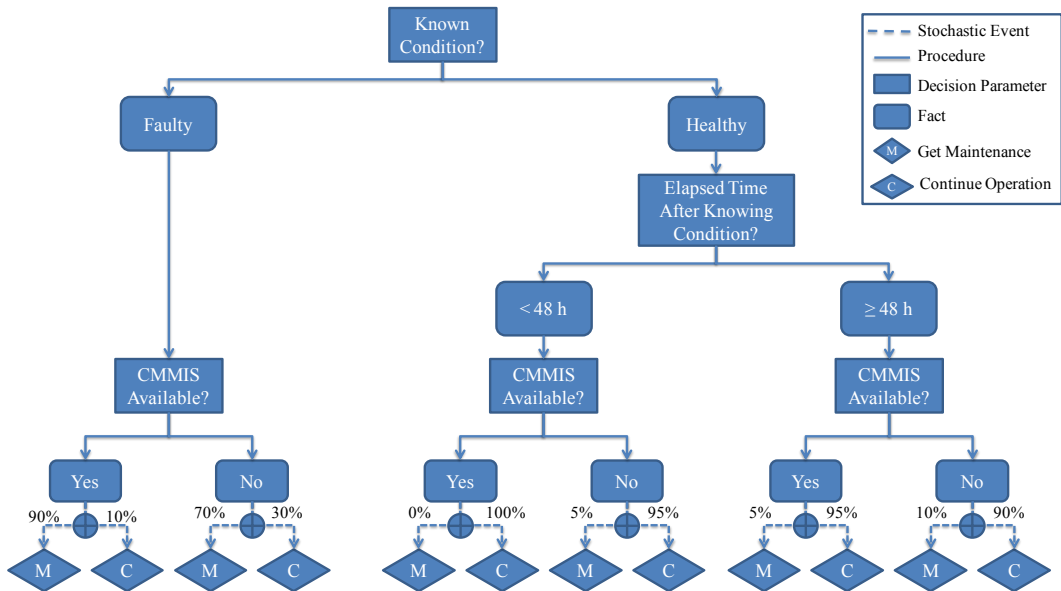 Known
Condition?
Stochastic Event
Procedure
Decision Parameter
Fact
M Get Maintenance
C Continue Operation
Faulty
Healthy
Elapsed Time
After Knowing
Condition?
< 48 h
≥ 48 h
CMMIS
Available?
CMMIS
Available?
CMMIS
Available?
Yes
No
Yes
No
Yes
No
90% 10% 70% 30% 0% 100% 5% 95% 5% 95% 10% 90%
M C M C M C M C M C M C